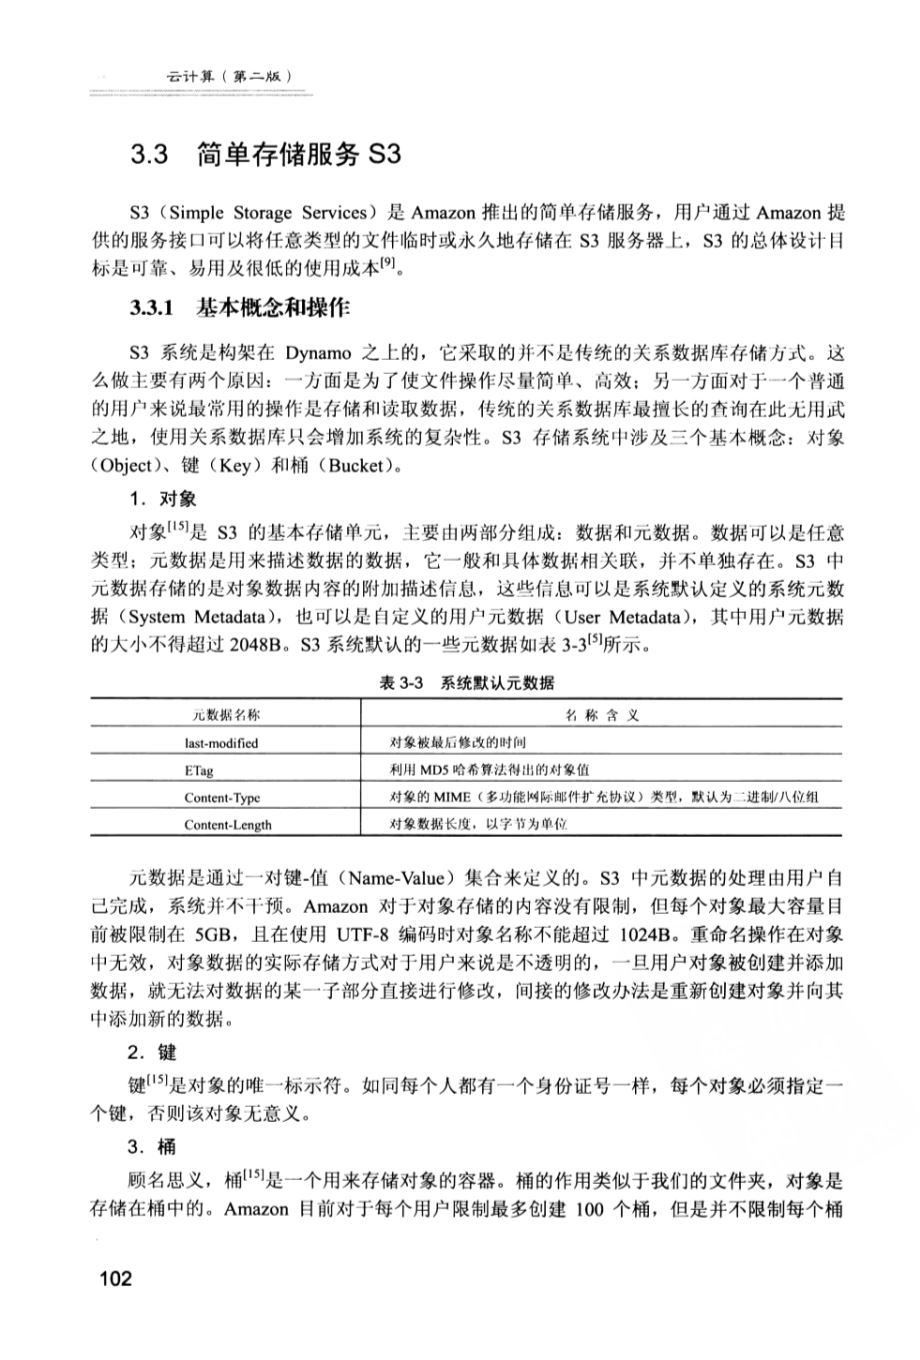 云计算（第二版）
3.3 简单存储服务 S3
S3（Simple Storage Services）是 Amazon 推出的简单存储服务，用户通过 Amazon 提
供的服务接口可以将任意类型的文件临时或永久地存储在 S3 服务器上，S3 的总体设计目
标是可靠、易用及很低的使用成本[9]。
3.3.1 基本概念和操作
S3 系统是构架在 Dynamo 之上的，它采取的并不是传统的关系数据库存储方式。这
么做主要有两个原因：一方面是为了使文件操作尽量简单、高效；另一方面对于一个普通
的用户来说最常用的操作是存储和读取数据，传统的关系数据库最擅长的查询在此无用武
之地，使用关系数据库只会增加系统的复杂性。S3 存储系统中涉及三个基本概念：对象
（Object）、键（Key）和桶（Bucket）。
1．对象
对象[15]是 S3 的基本存储单元，主要由两部分组成：数据和元数据。数据可以是任意
类型；元数据是用来描述数据的数据，它一般和具体数据相关联，并不单独存在。S3 中
元数据存储的是对象数据内容的附加描述信息，这些信息可以是系统默认定义的系统元数
据（System Metadata），也可以是自定义的用户元数据（User Metadata），其中用户元数据
的大小不得超过 2048B。S3 系统默认的一些元数据如表 3-3[5]所示。
表 3-3 系统默认元数据
元数据名称 名 称 含 义
last-modified 对象被最后修改的时间
ETag 利用 MD5 哈希算法得出的对象值
Content-Type 对象的 MIME（多功能网际邮件扩充协议）类型，默认为二进制/八位组
Content-Length 对象数据长度，以字节为单位
元数据是通过一对键-值（Name-Value）集合来定义的。S3 中元数据的处理由用户自
己完成，系统并不干预。Amazon 对于对象存储的内容没有限制，但每个对象最大容量目
前被限制在 5GB，且在使用 UTF-8 编码时对象名称不能超过 1024B。重命名操作在对象
中无效，对象数据的实际存储方式对于用户来说是不透明的，一旦用户对象被创建并添加
数据，就无法对数据的某一子部分直接进行修改，间接的修改办法是重新创建对象并向其
中添加新的数据。
2．键
键[15]是对象的唯一标示符。如同每个人都有一个身份证号一样，每个对象必须指定一
个键，否则该对象无意义。
3．桶
顾名思义，桶[15]是一个用来存储对象的容器。桶的作用类似于我们的文件夹，对象是
存储在桶中的。Amazon 目前对于每个用户限制最多创建 100 个桶，但是并不限制每个桶
102